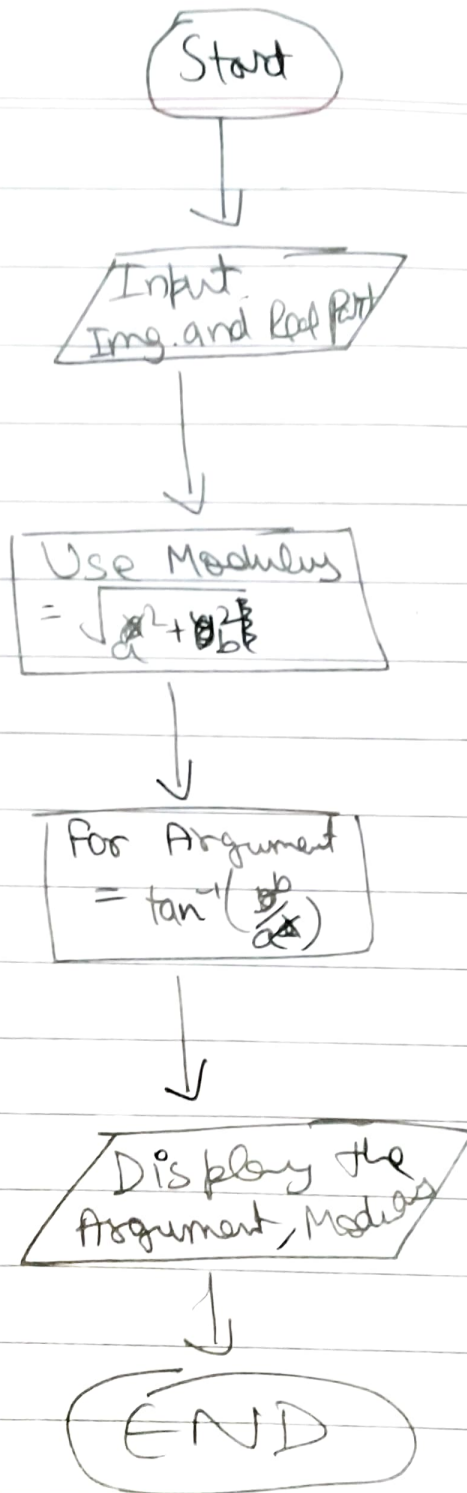 Start
Input
Img. and Real Part
Use Modulus
= √a² + b²
For Argument
= tan⁻¹(b/a)
Display the
Argument, Modulus
END